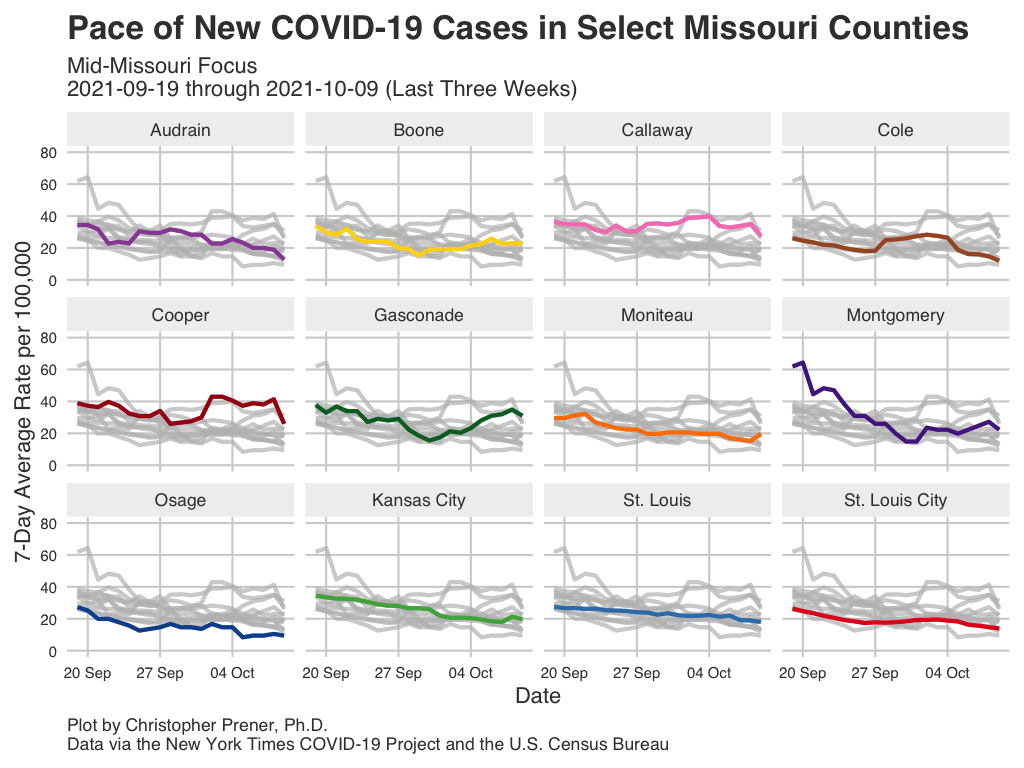 Pace of New COVID-19 Cases in Select Missouri Counties
Mid-Missouri Focus
2021-09-19 through 2021-10-09 (Last Three Weeks)
Audrain Boone Callaway Cole
80
60
40
20
0
Cooper Gasconade Moniteau Montgomery
80
60
40
20
0
Osage Kansas City St. Louis St. Louis City
80
60
40
20
0
7-Day Average Rate per 100,000
20 Sep 27 Sep 04 Oct 20 Sep 27 Sep 04 Oct 20 Sep 27 Sep 04 Oct 20 Sep 27 Sep 04 Oct
Date
Plot by Christopher Prener, Ph.D.
Data via the New York Times COVID-19 Project and the U.S. Census Bureau